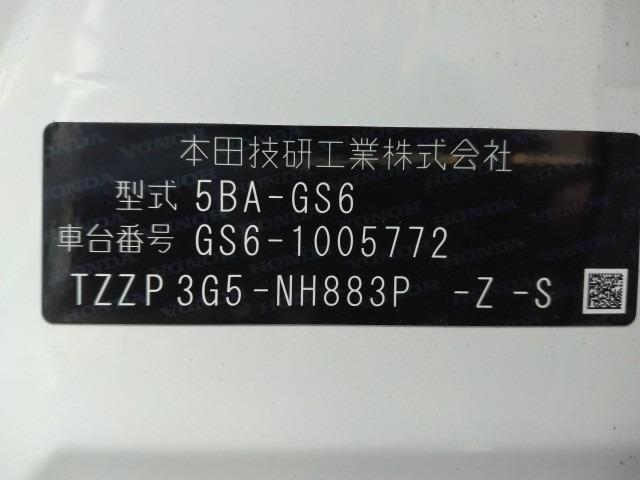 本田技研工業株式会社
型式 5BA-GS6
車台番号 GS6-1005772
TZZP 3G5-NH883P -Z -S